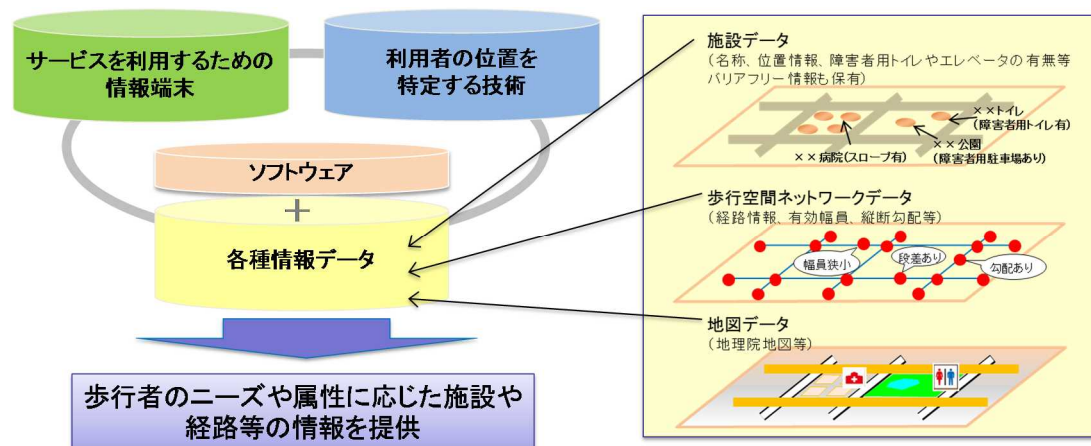 サービスを利用するための
情報端末
利用者の位置を
特定する技術
ソフトウェア
+
各種情報データ
歩行者のニーズや属性に応じた施設や
経路等の情報を提供
施設データ
(名称、位置情報、障害者用トイレやエレベータの有無等
バリアフリー情報も保有)
××トイレ
(障害者用トイレ有)
××公園
(障害者用駐車場あり)
××病院(スロープ有)
歩行空間ネットワークデータ
(経路情報、有効幅員、縦断勾配等)
幅員狭小
段差あり
勾配あり
地図データ
(地理院地図等)